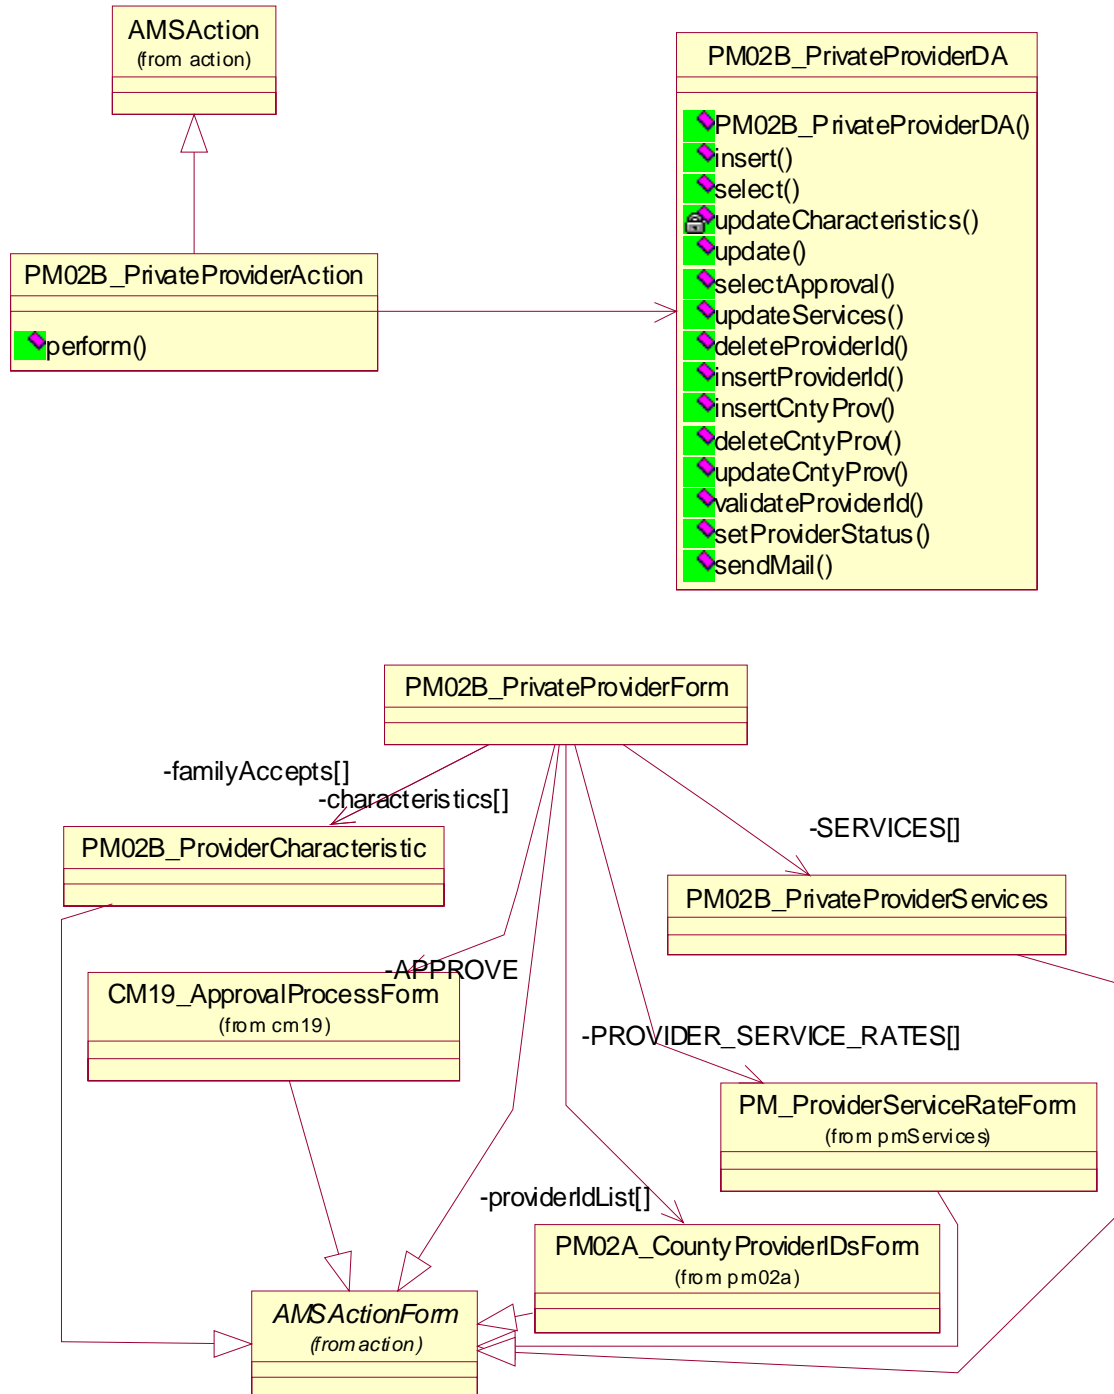 AMSAction
(from action)
PM02B_PrivateProviderDA
PM02B_PrivateProviderDA()
insert()
select()
updateCharacteristics()
update()
selectApproval()
updateServices()
deleteProviderId()
insertProviderId()
insertCntyProv()
deleteCntyProv()
updateCntyProv()
validateProviderId()
setProviderStatus()
sendMail()
PM02B_PrivateProviderAction
perform()
PM02B_PrivateProviderForm
-familyAccepts[]
-characteristics[]
PM02B_ProviderCharacteristic
-SERVICES[]
PM02B_PrivateProviderServices
-APPROVE
CM19_ApprovalProcessForm
(from cm19)
-PROVIDER_SERVICE_RATES[]
PM_ProviderServiceRateForm
(from pmServices)
-providerIdList[]
PM02A_CountyProviderIDsForm
(from pm02a)
AMSActionForm
(from action)